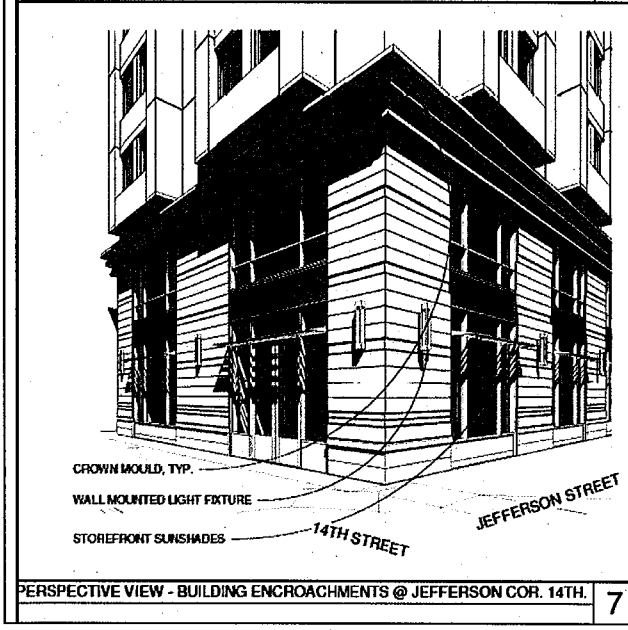 CROWN MOULD, TYP.
WALL MOUNTED LIGHT FIXTURE
STOREFRONT SUNSHADES
14TH STREET
JEFFERSON STREET
PERSPECTIVE VIEW - BUILDING ENCROACHMENTS @ JEFFERSON COR. 14TH.
7